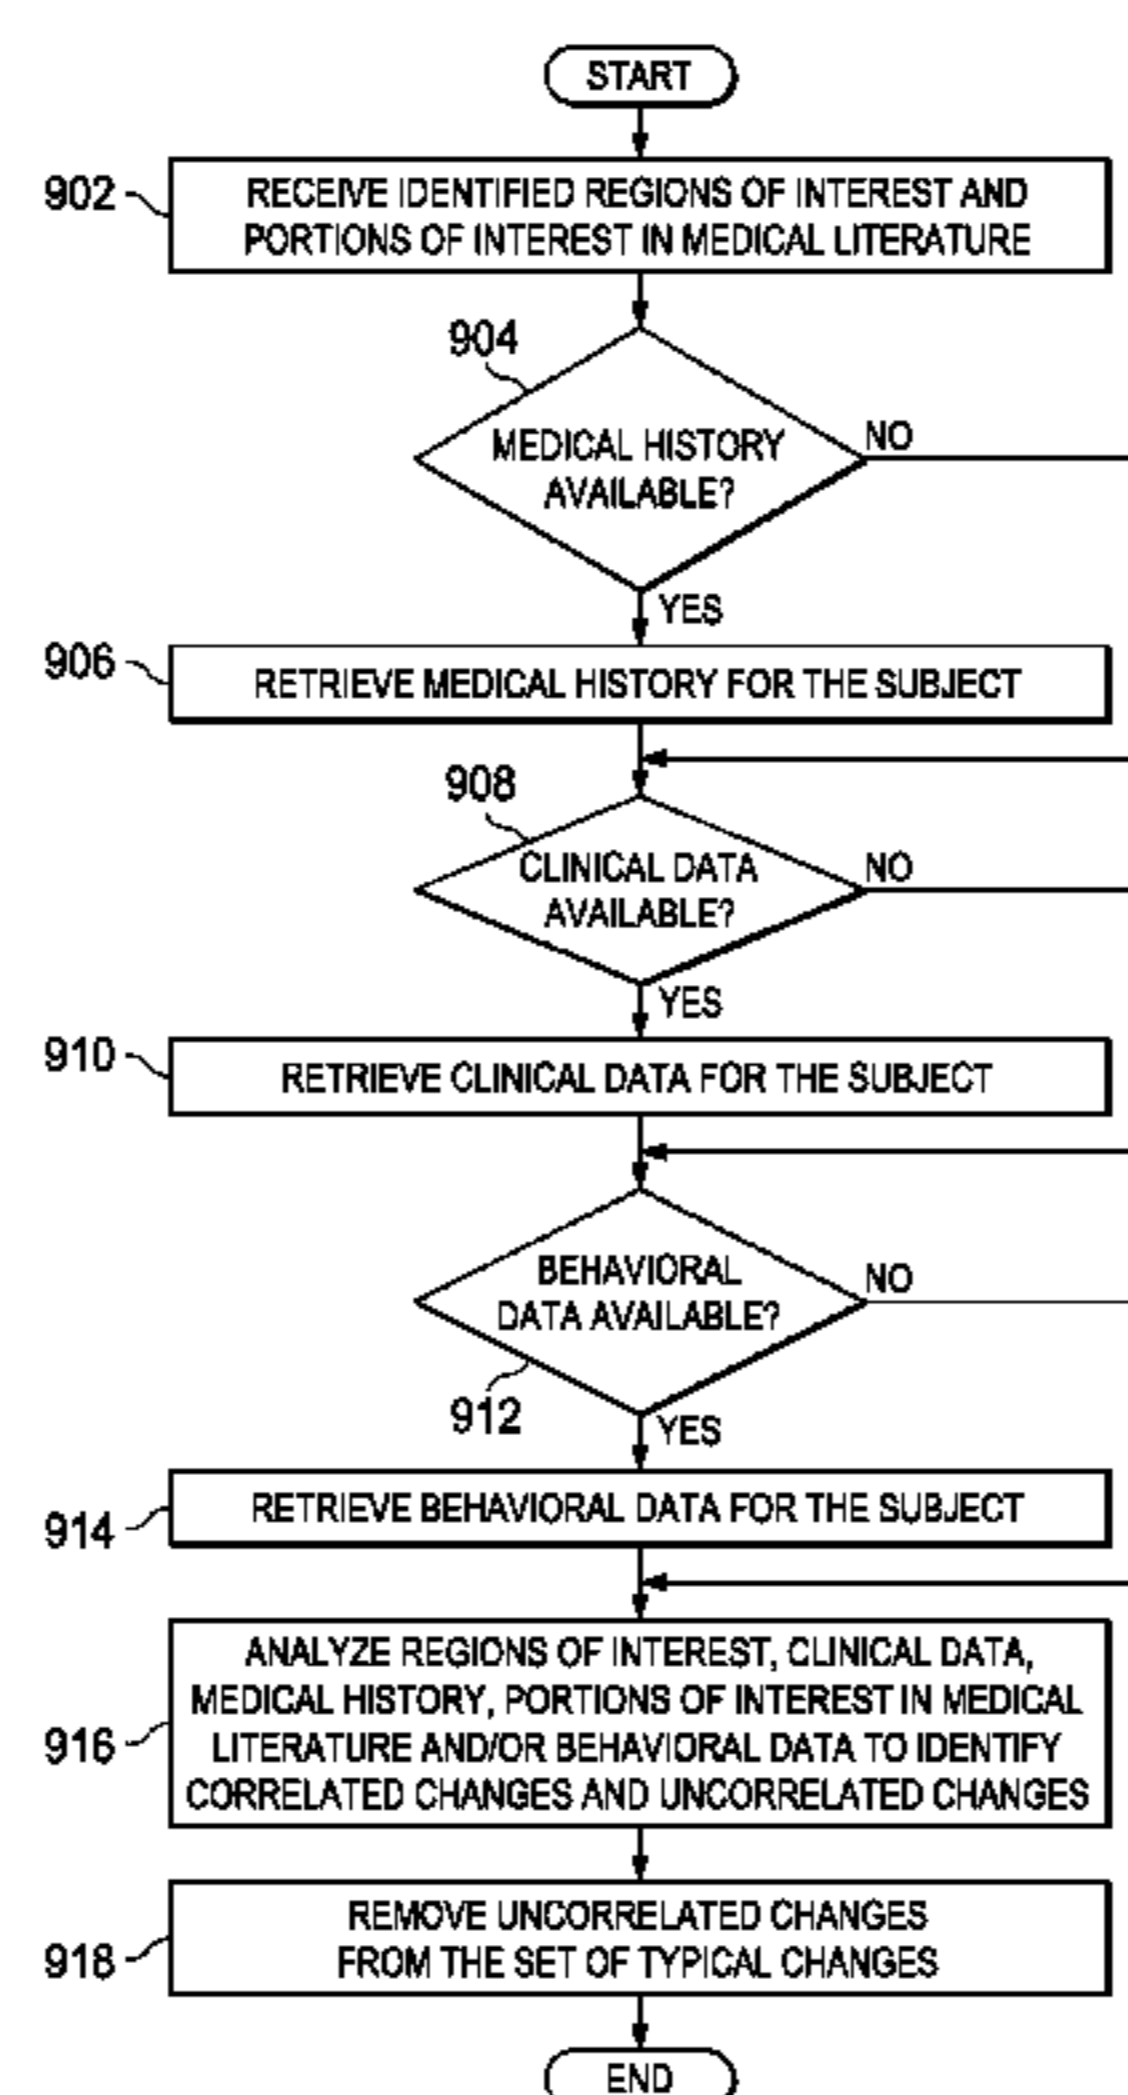 START
902
RECEIVE IDENTIFIED REGIONS OF INTEREST AND
PORTIONS OF INTEREST IN MEDICAL LITERATURE
904
MEDICAL HISTORY
AVAILABLE?
NO
YES
906
RETRIEVE MEDICAL HISTORY FOR THE SUBJECT
908
CLINICAL DATA
AVAILABLE?
NO
YES
910
RETRIEVE CLINICAL DATA FOR THE SUBJECT
BEHAVIORAL
DATA AVAILABLE?
NO
912
YES
914
RETRIEVE BEHAVIORAL DATA FOR THE SUBJECT
916
ANALYZE REGIONS OF INTEREST, CLINICAL DATA,
MEDICAL HISTORY, PORTIONS OF INTEREST IN MEDICAL
LITERATURE AND/OR BEHAVIORAL DATA TO IDENTIFY
CORRELATED CHANGES AND UNCORRELATED CHANGES
918
REMOVE UNCORRELATED CHANGES
FROM THE SET OF TYPICAL CHANGES
END